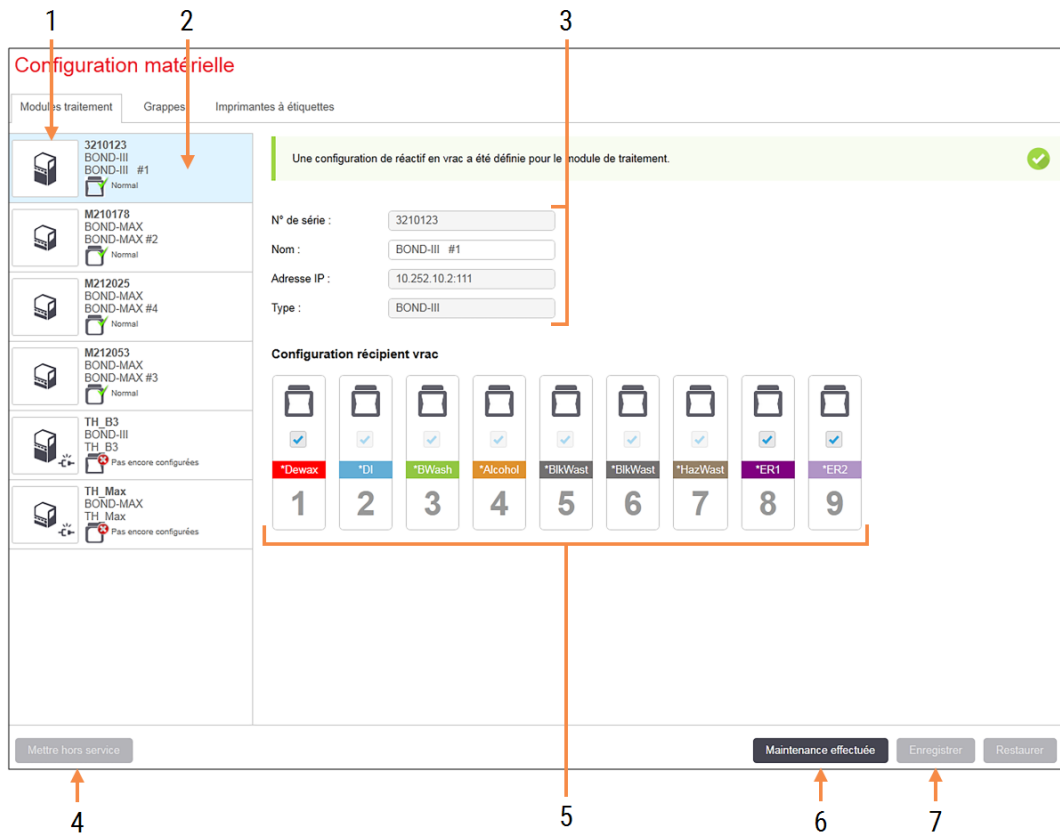 1 2 3
Configuration matérielle
Modules traitement Grappes Imprimantes à étiquettes
3210123
BOND-III
BOND-III #1
Normal
M210178
BOND-MAX
BOND-MAX #2
Normal
M212025
BOND-MAX
BOND-MAX #4
Normal
M212053
BOND-MAX
BOND-MAX #3
Normal
TH_B3
BOND-III
TH_B3
Pas encore configurées
TH_Max
BOND-MAX
TH_Max
Pas encore configurées
Une configuration de réactif en vrac a été définie pour le module de traitement.
N° de série : 3210123
Nom : BOND-III #1
Adresse IP : 10.252.10.2:111
Type : BOND-III
Configuration récipient vrac
*Dewax *DI *BWash *Alcohol *BlkWast *BlkWast *HazWast *ER1 *ER2
1 2 3 4 5 6 7 8 9
Mettre hors service Maintenance effectuée Enregistrer Restaurer
4 5 6 7